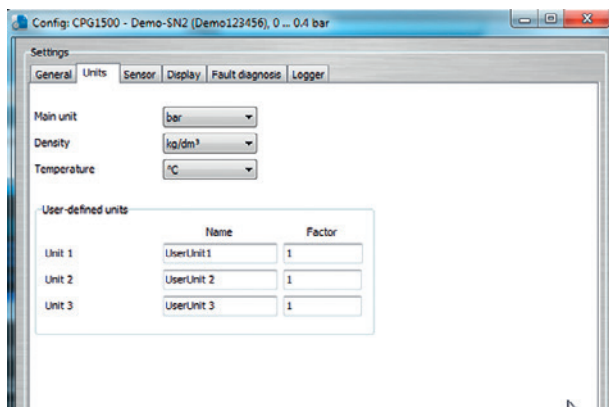 Config: CPG1500 - Demo-SN2 (Demo123456), 0 ... 0.4 bar
Settings
General Units Sensor Display Fault diagnosis Logger
Main unit bar
Density kg/dm³
Temperature °C
User-defined units
Name Factor
Unit 1 UserUnit1 1
Unit 2 UserUnit 2 1
Unit 3 UserUnit 3 1